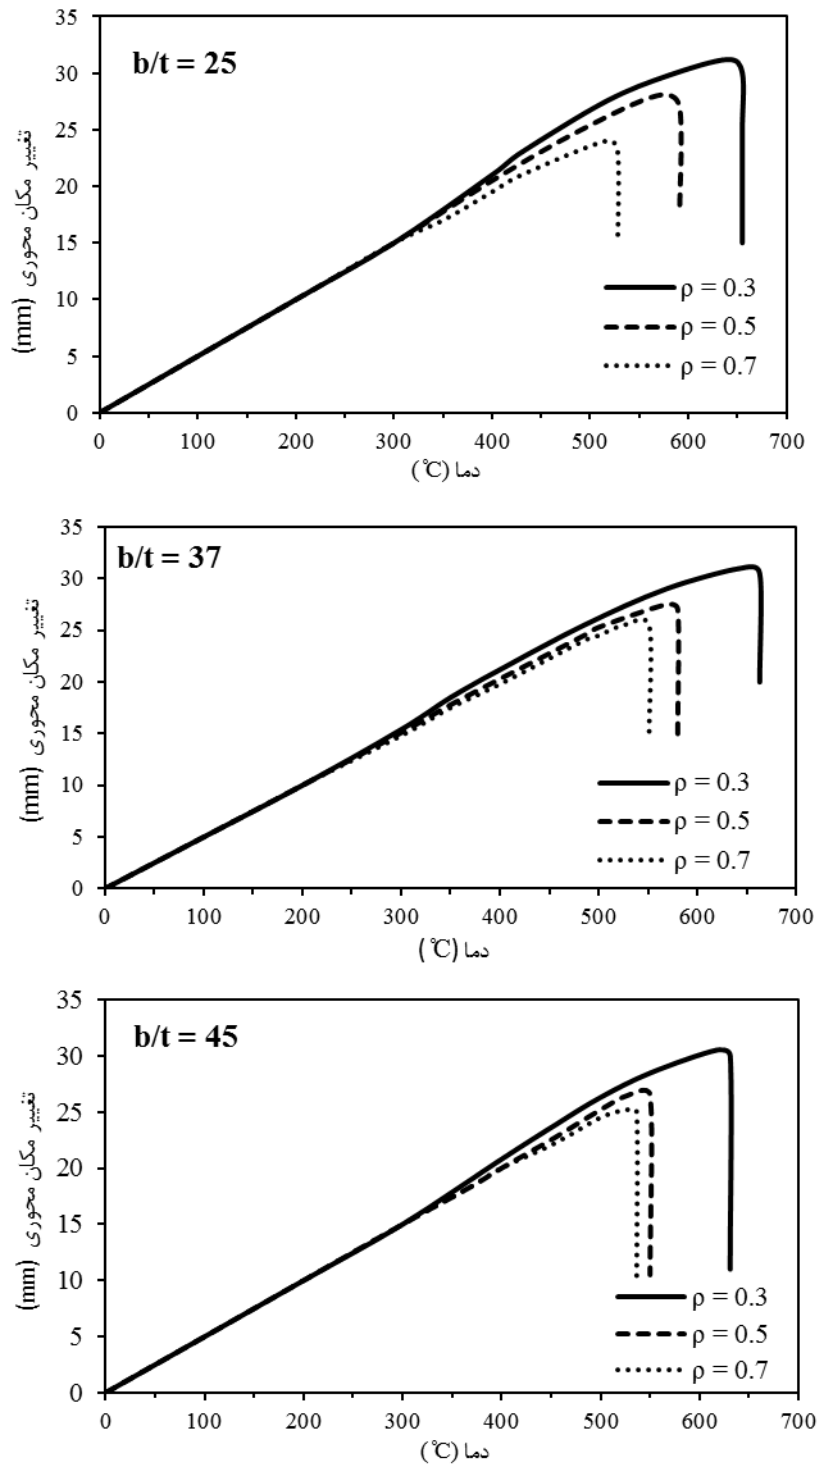 b/t = 25
35
30
25
20
15
10
5
0
تغییر مکان محوری (mm)
ρ = 0.3
ρ = 0.5
ρ = 0.7
0 100 200 300 400 500 600 700
دما (℃)
b/t = 37
35
30
25
20
15
10
5
0
تغییر مکان محوری (mm)
ρ = 0.3
ρ = 0.5
ρ = 0.7
0 100 200 300 400 500 600 700
دما (℃)
b/t = 45
35
30
25
20
15
10
5
0
تغییر مکان محوری (mm)
ρ = 0.3
ρ = 0.5
ρ = 0.7
0 100 200 300 400 500 600 700
دما (℃)